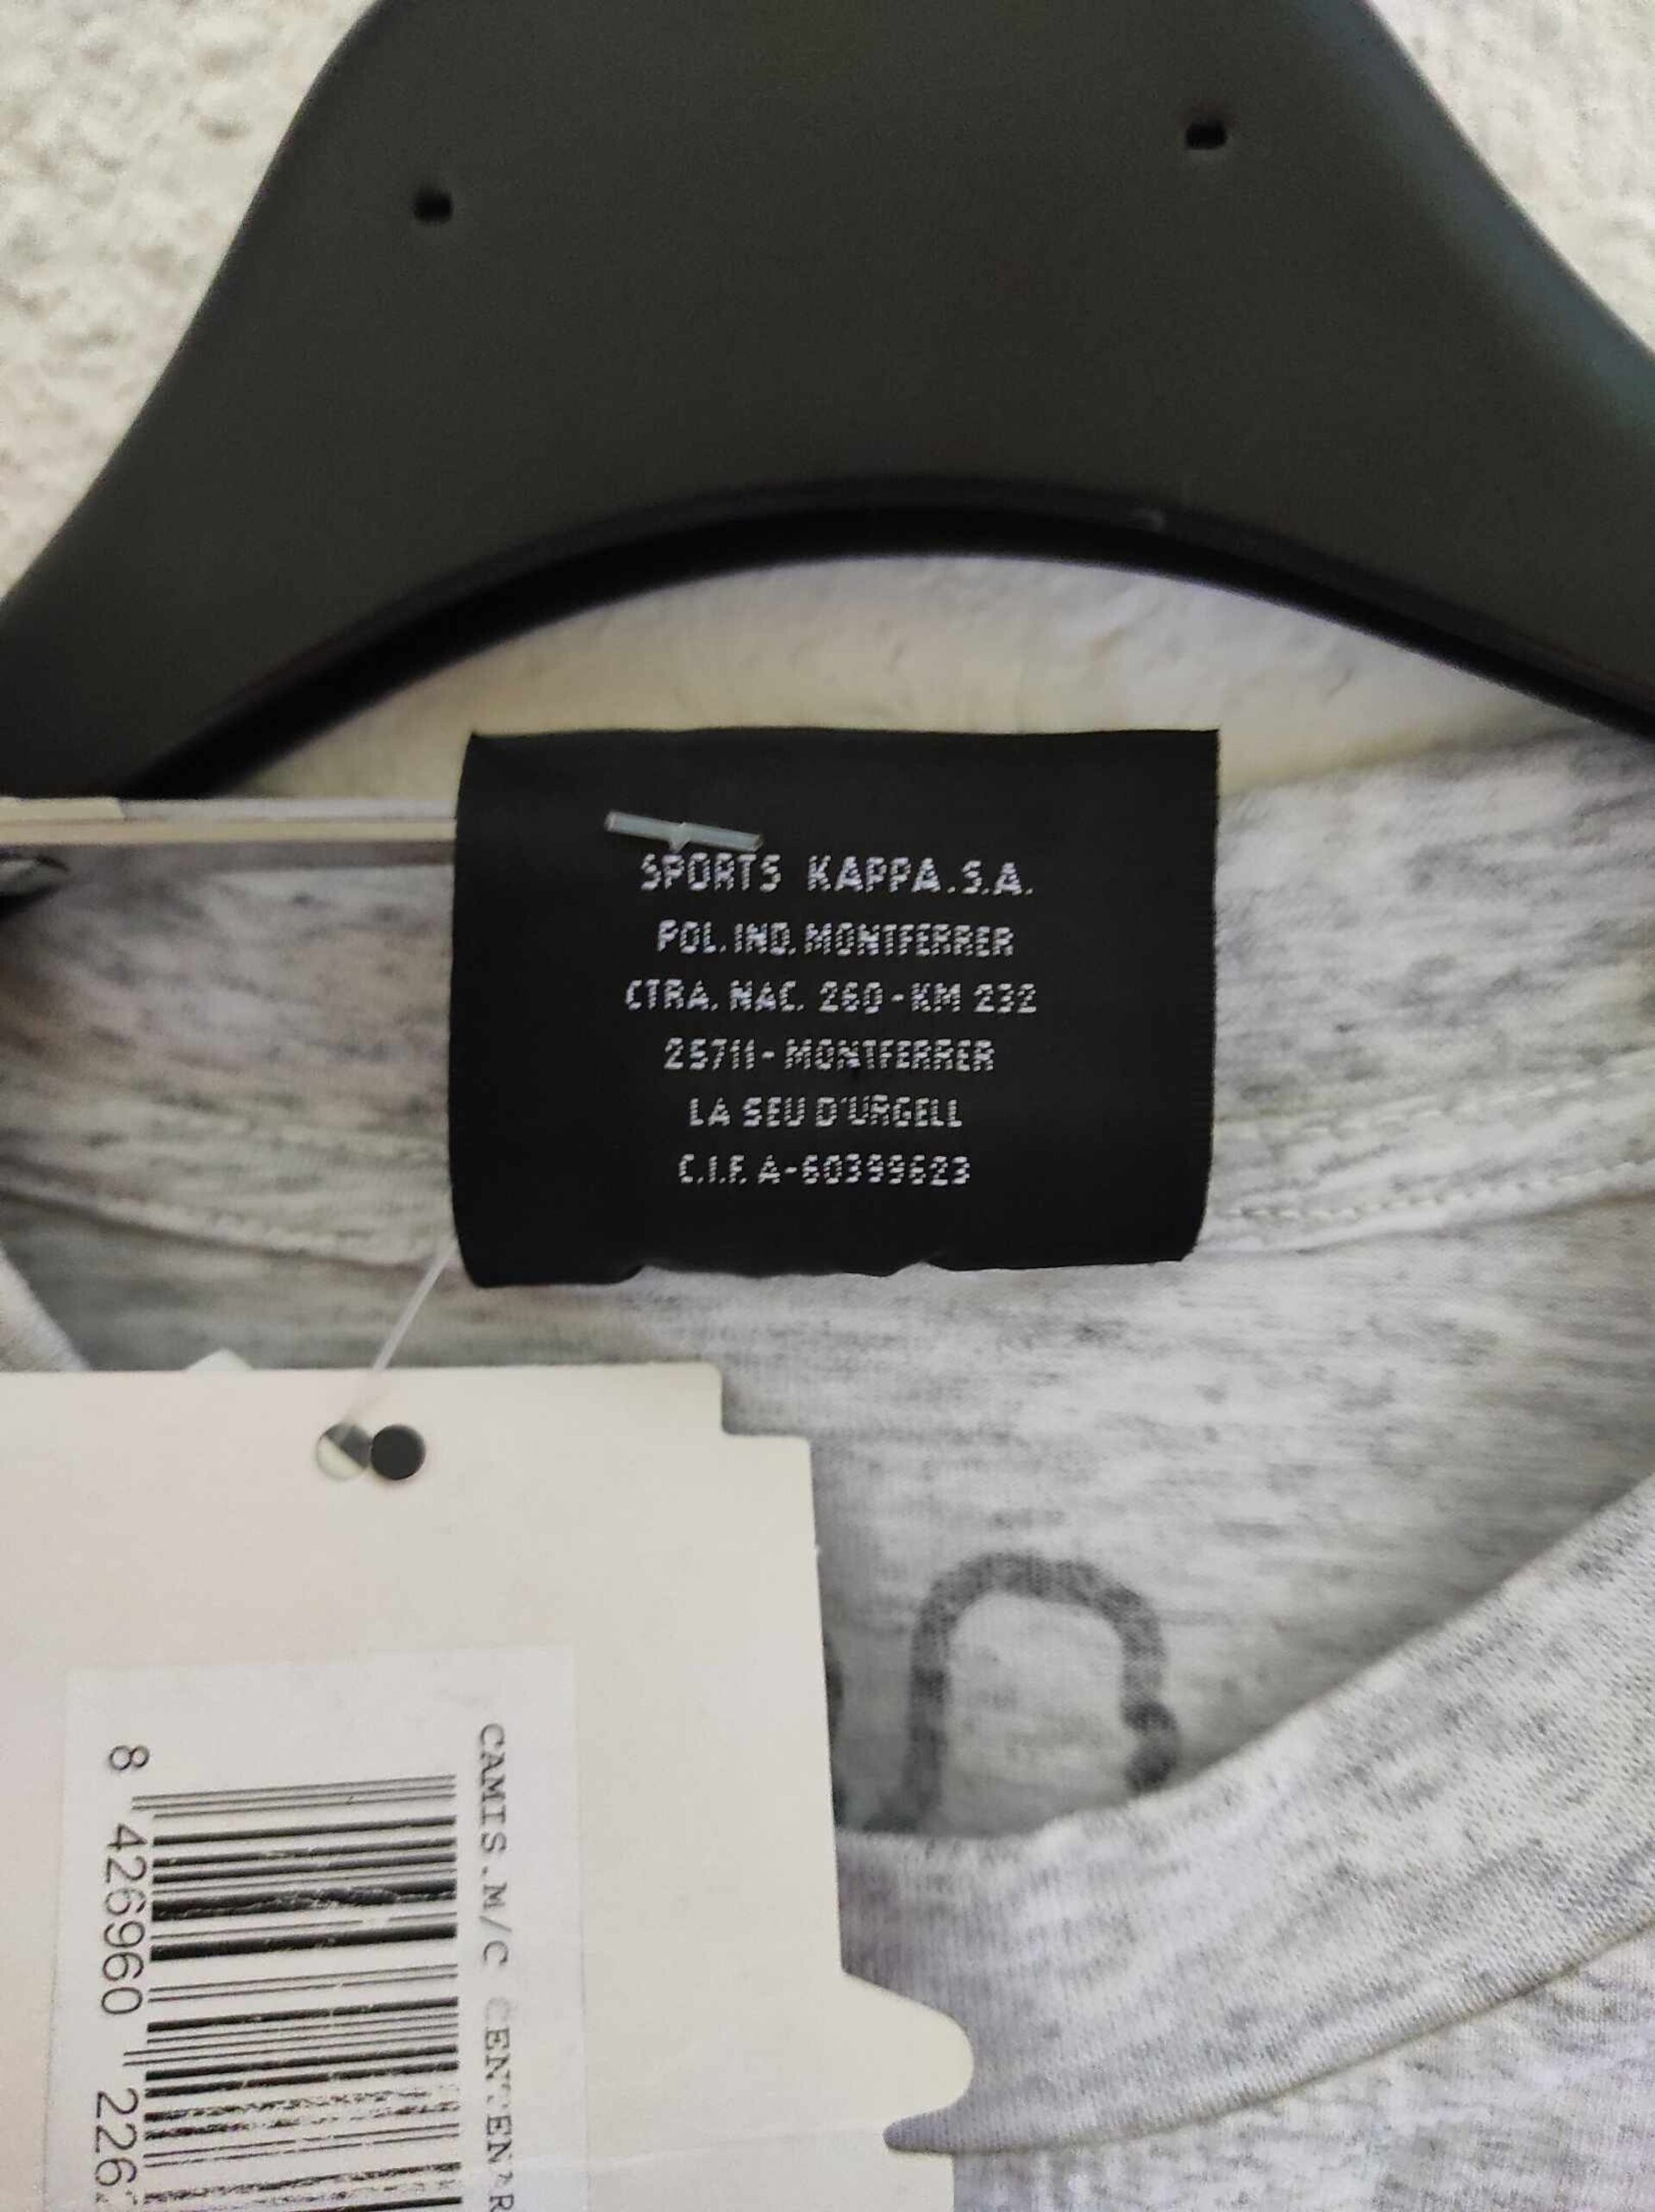 SPORTS KAPPA.S.A.
POL.IND.MONTFERRER
CTRA. NAC. 260-KM 232
25711-MONTFERRER
LA SEU D'URGELL
C.I.F. A-60399623
CAMIS.M/C
8 426960 226